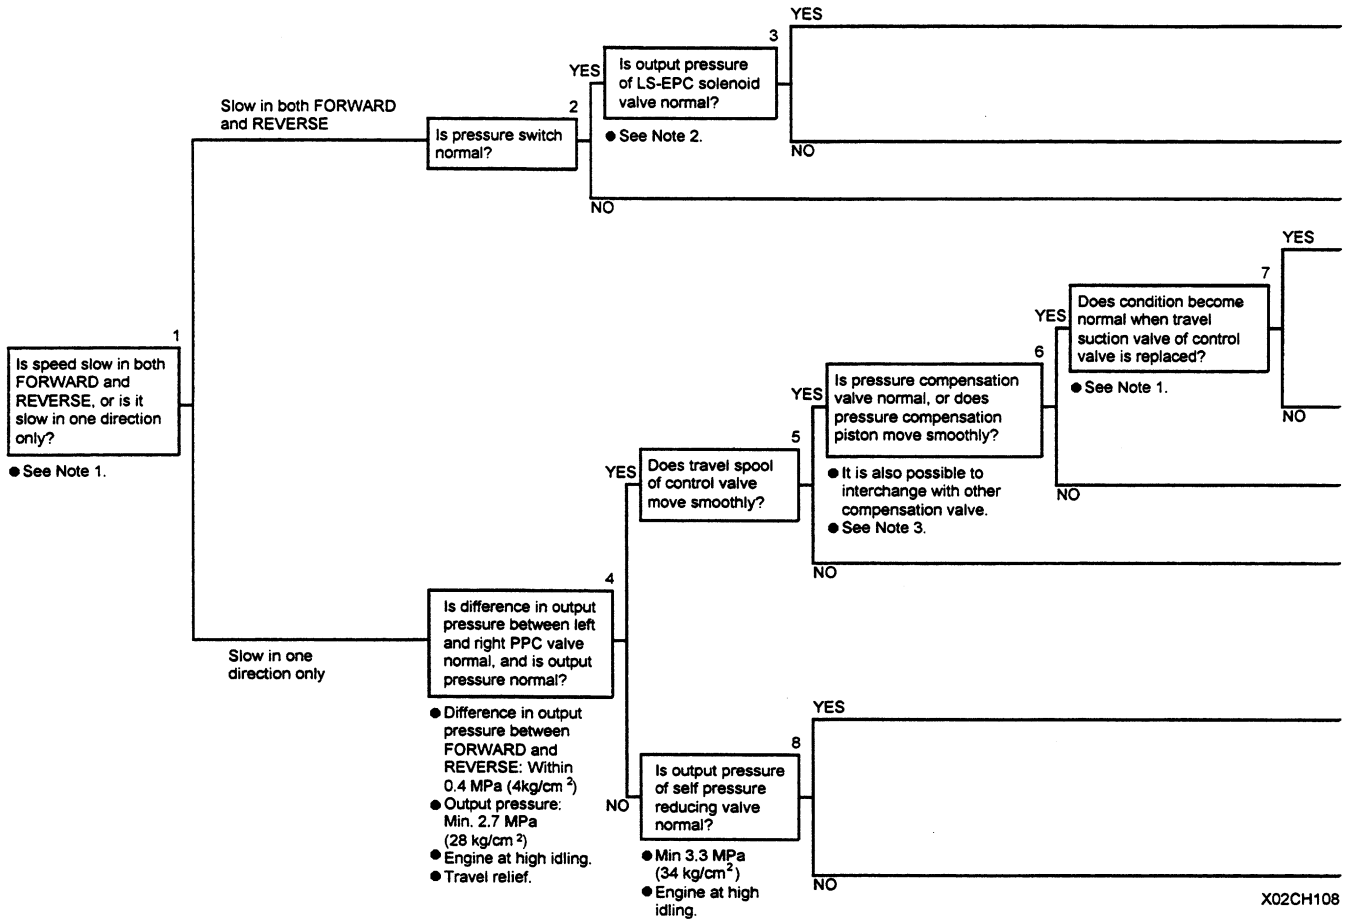 1
Is speed slow in both
FORWARD and
REVERSE, or is it
slow in one direction
only?
● See Note 1.
Slow in both FORWARD
and REVERSE
2
Is pressure switch
normal?
YES
NO
3
Is output pressure
of LS-EPC solenoid
valve normal?
● See Note 2.
YES
NO
Slow in one
direction only
4
Is difference in output
pressure between left
and right PPC valve
normal, and is output
pressure normal?
● Difference in output
pressure between
FORWARD and
REVERSE: Within
0.4 MPa (4kg/cm²)
● Output pressure:
Min. 2.7 MPa
(28 kg/cm²)
● Engine at high idling.
● Travel relief.
YES
NO
5
Does travel spool
of control valve
move smoothly?
YES
NO
6
Is pressure compensation
valve normal, or does
pressure compensation
piston move smoothly?
● It is also possible to
interchange with other
compensation valve.
● See Note 3.
YES
NO
7
Does condition become
normal when travel
suction valve of control
valve is replaced?
● See Note 1.
YES
NO
8
Is output pressure
of self pressure
reducing valve
normal?
● Min 3.3 MPa
(34 kg/cm²)
● Engine at high
idling.
YES
NO
X02CH108